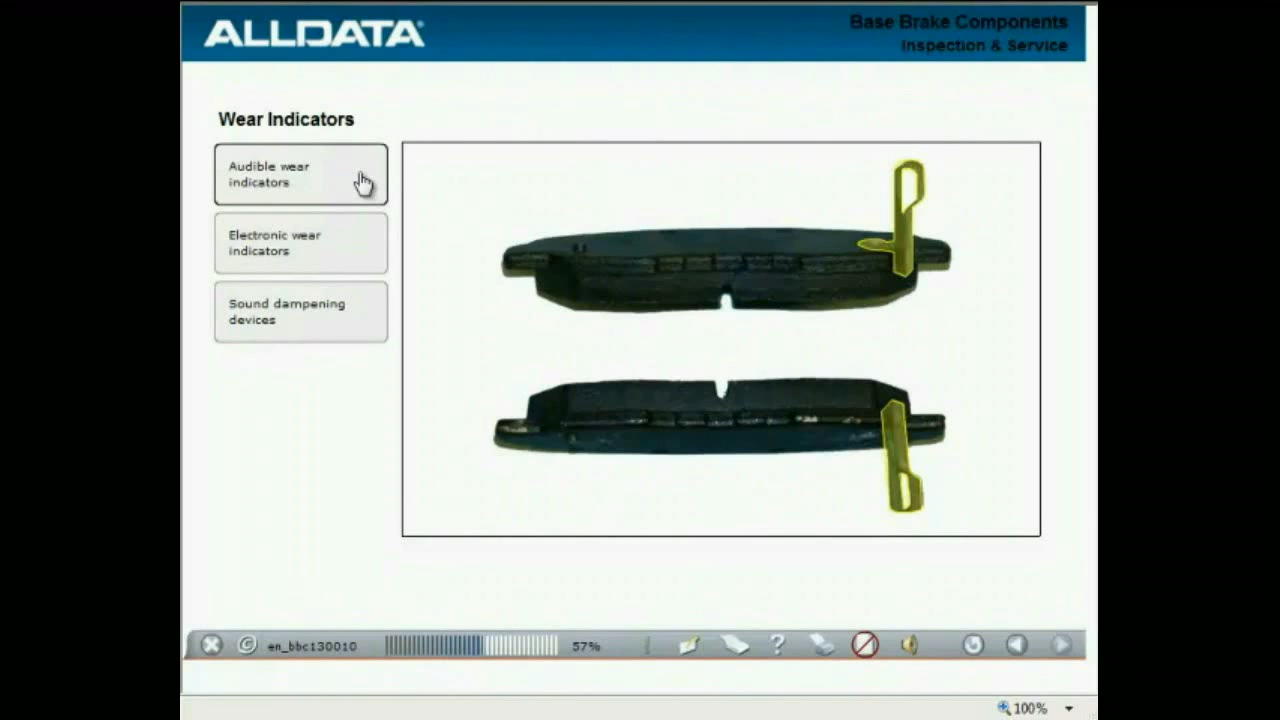 ALLDATA®
Base Brake Components
Inspection & Service
Wear Indicators
Audible wear
indicators
Electronic wear
indicators
Sound dampening
devices
© en_bbc130010 57% ?
100%